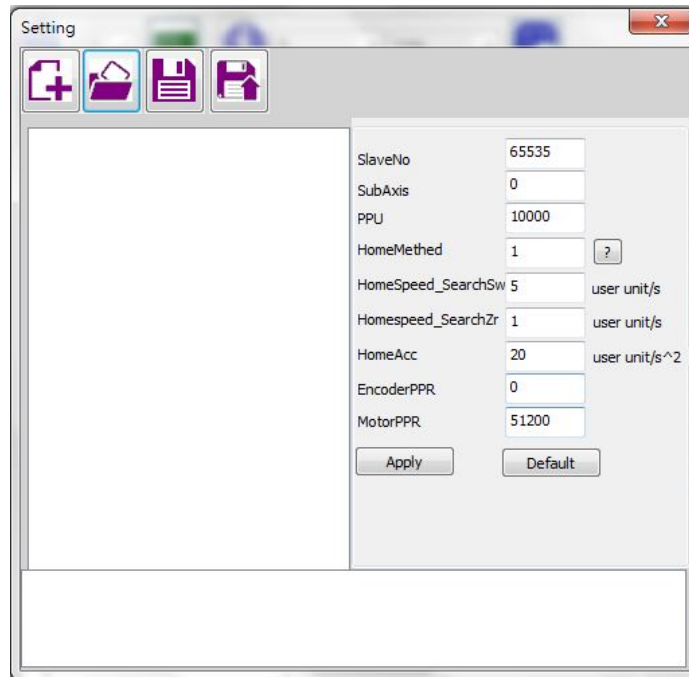 Setting
SlaveNo 65535
SubAxis 0
PPU 10000
HomeMethed 1 ?
HomeSpeed_SearchSw 5 user unit/s
Homespeed_SearchZr 1 user unit/s
HomeAcc 20 user unit/s^2
EncoderPPR 0
MotorPPR 51200
Apply Default